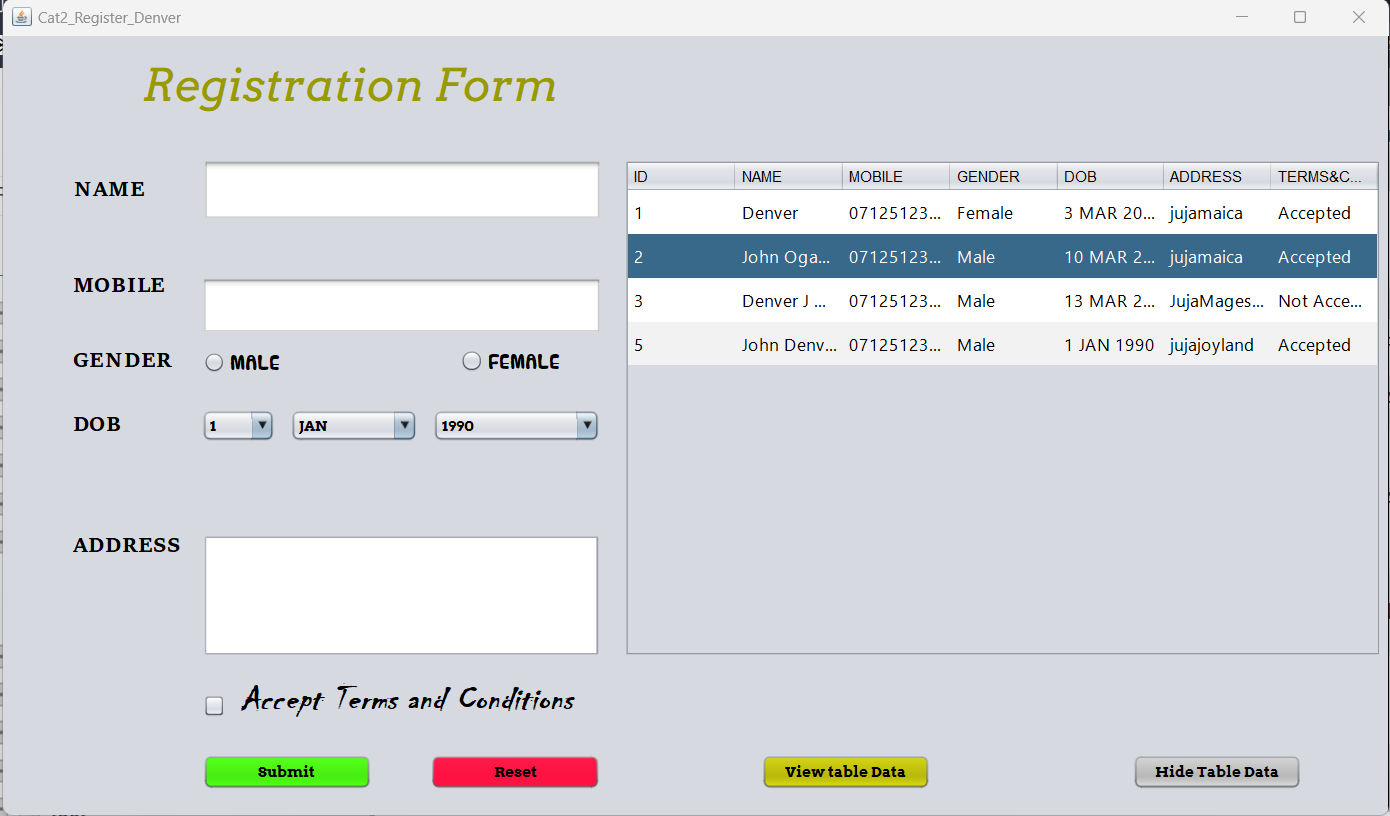 Cat2_Register_Denver
Registration Form
NAME
MOBILE
GENDER MALE FEMALE
DOB 1 JAN 1990
ADDRESS
Accept Terms and Conditions
Submit Reset
ID NAME MOBILE GENDER DOB ADDRESS TERMS&C...
1 Denver 07125123... Female 3 MAR 20... jujamaica Accepted
2 John Oga... 07125123... Male 10 MAR 2... jujamaica Accepted
3 Denver J ... 07125123... Male 13 MAR 2... JujaMages... Not Acce...
5 John Denv... 07125123... Male 1 JAN 1990 jujajoyland Accepted
View table Data Hide Table Data